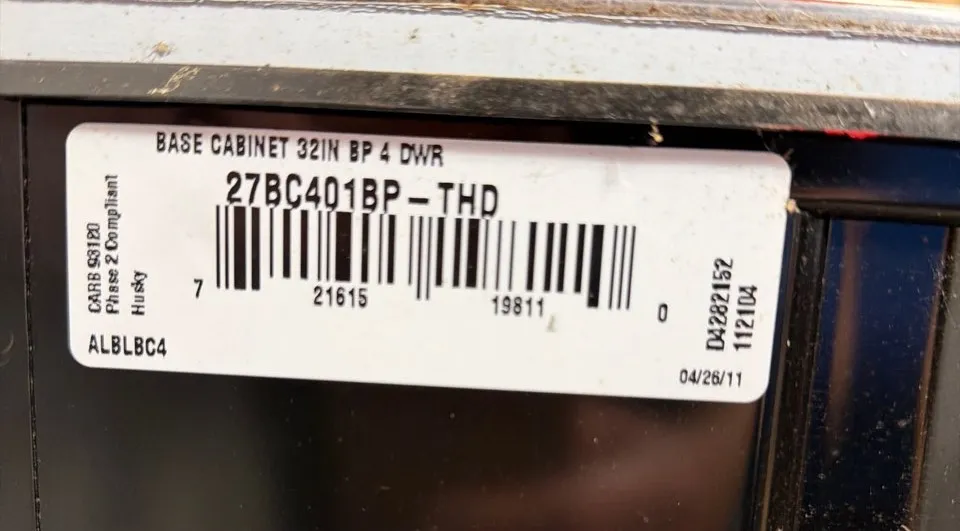 BASE CABINET 32IN BP 4 DWR
27BC401BP-THD
7 21615 19811 0
CARB 93120
Phase 2 Compliant
Husky
ALBLBC4
D4282152
112104
04/26/11